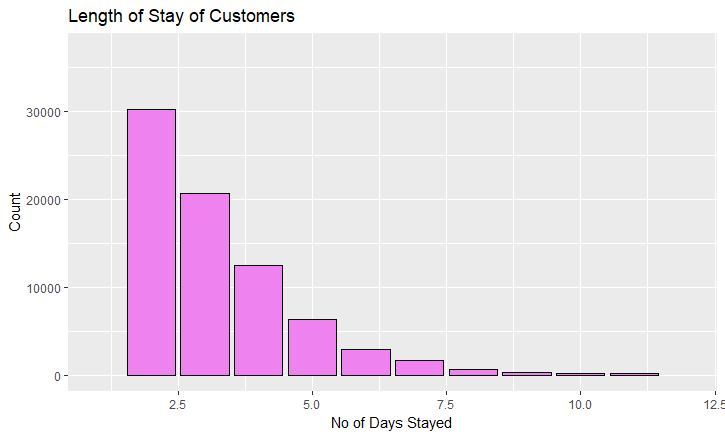 Length of Stay of Customers
30000
20000
10000
0
Count
2.5 5.0 7.5 10.0 12.5
No of Days Stayed